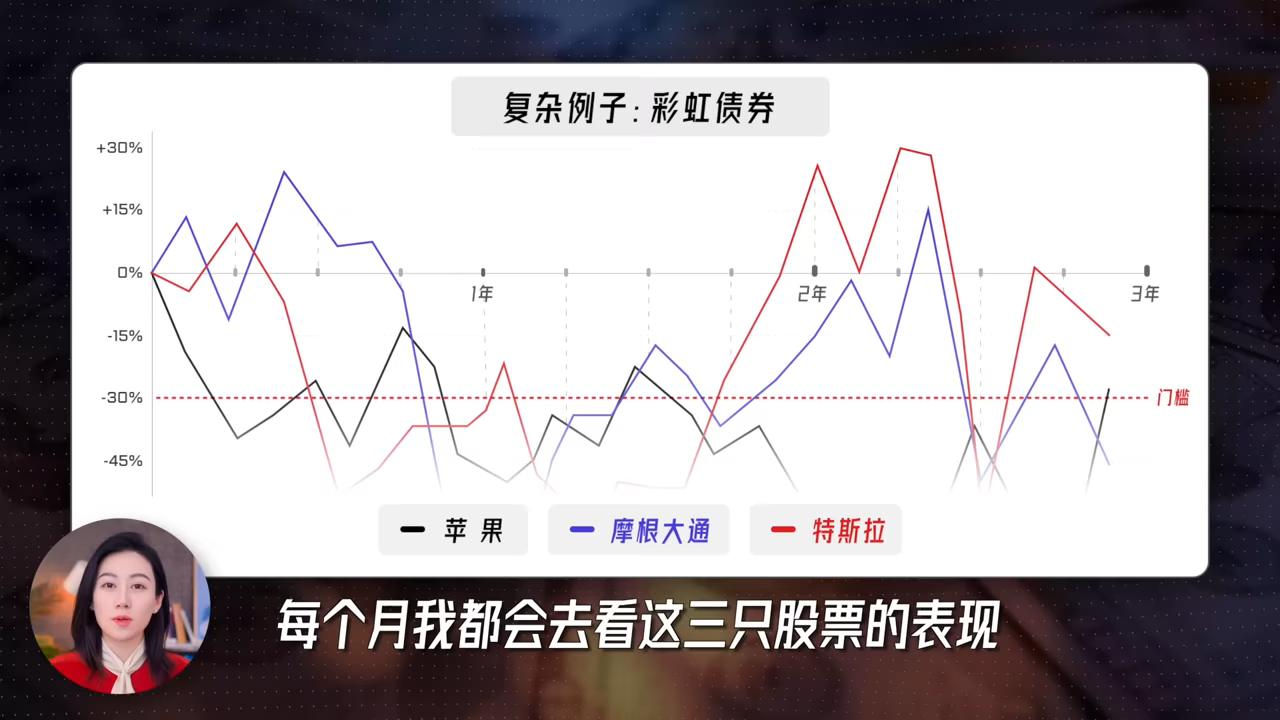 复杂例子:彩虹债券
+30%
+15%
0%
-15%
-30%
-45%
1年
2年
3年
门槛
苹果
摩根大通
特斯拉
每个月我都会去看这三只股票的表现